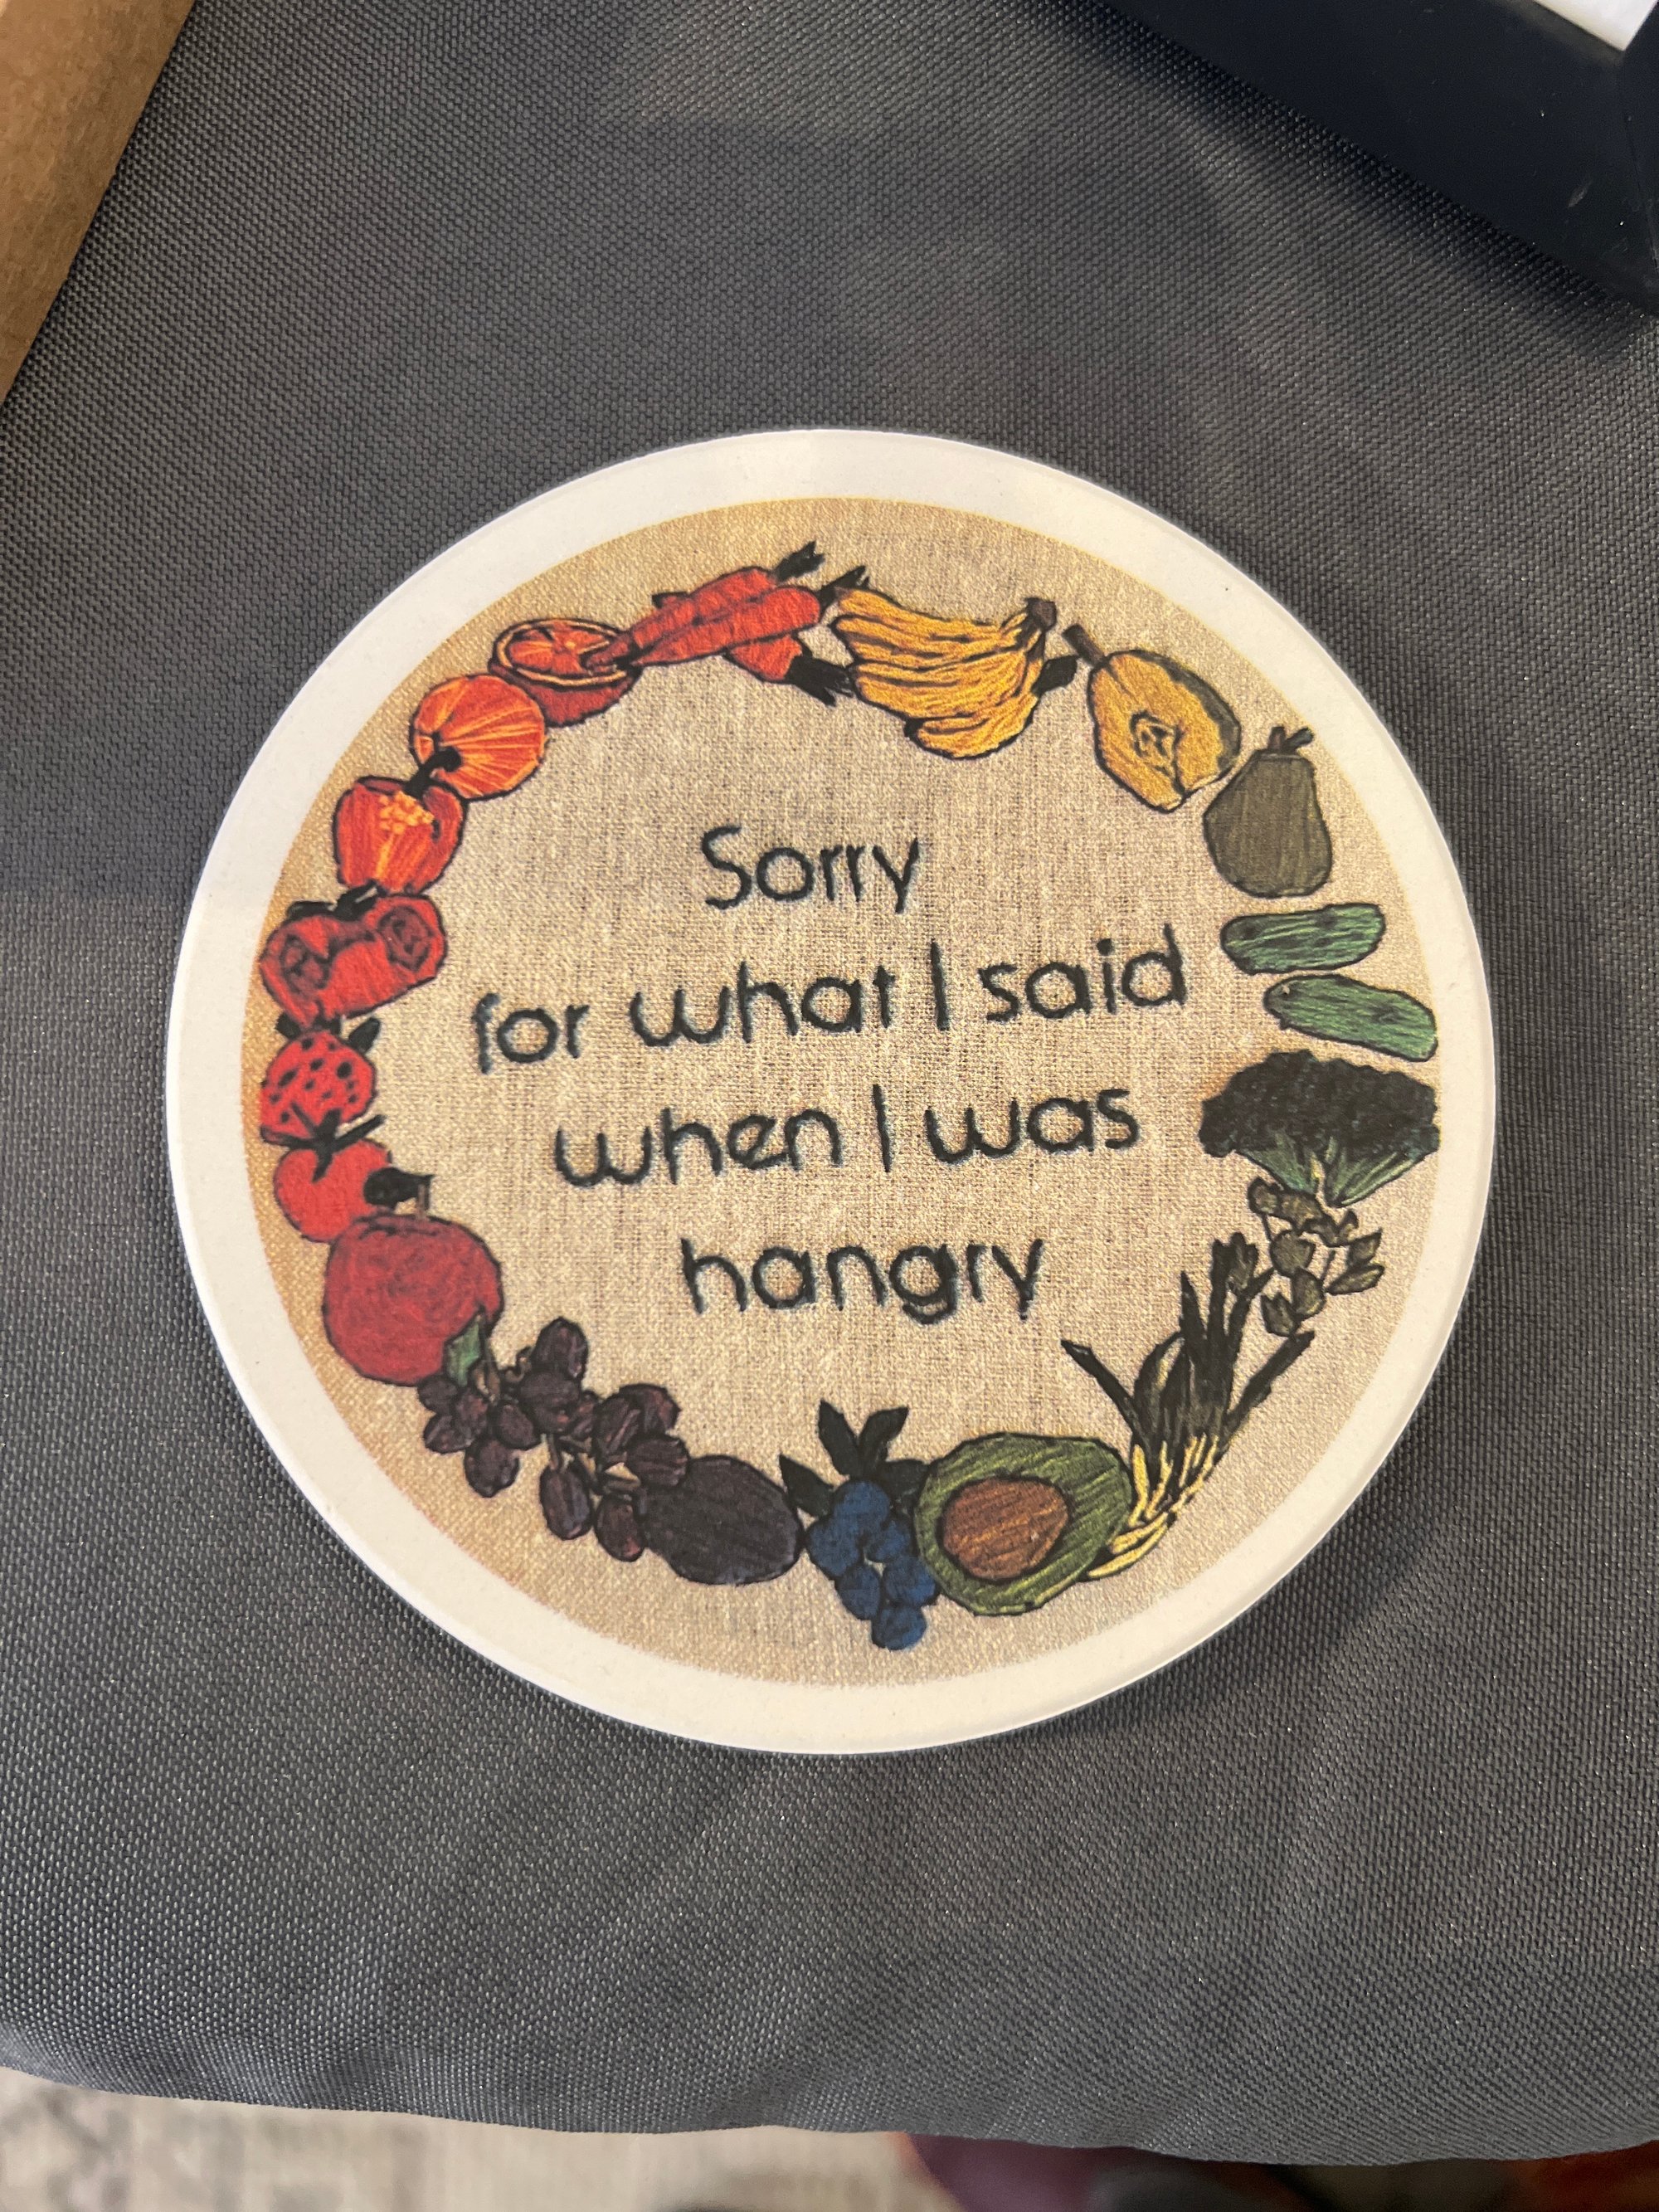 Sorry
for what I said
when I was
hangry